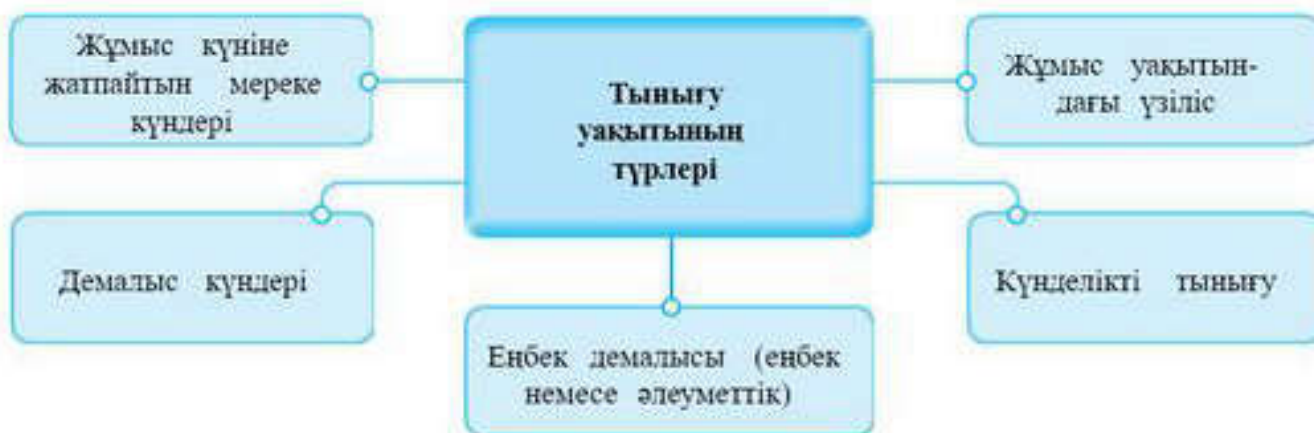 Жұмыс күніне
жатпайтын мереке
күндері
Тынығу
уақытының
түрлері
Жұмыс уақытын-
дағы үзіліс
Демалыс күндері
Күнделікті тынығу
Еңбек демалысы (еңбек
немесе әлеуметтік)